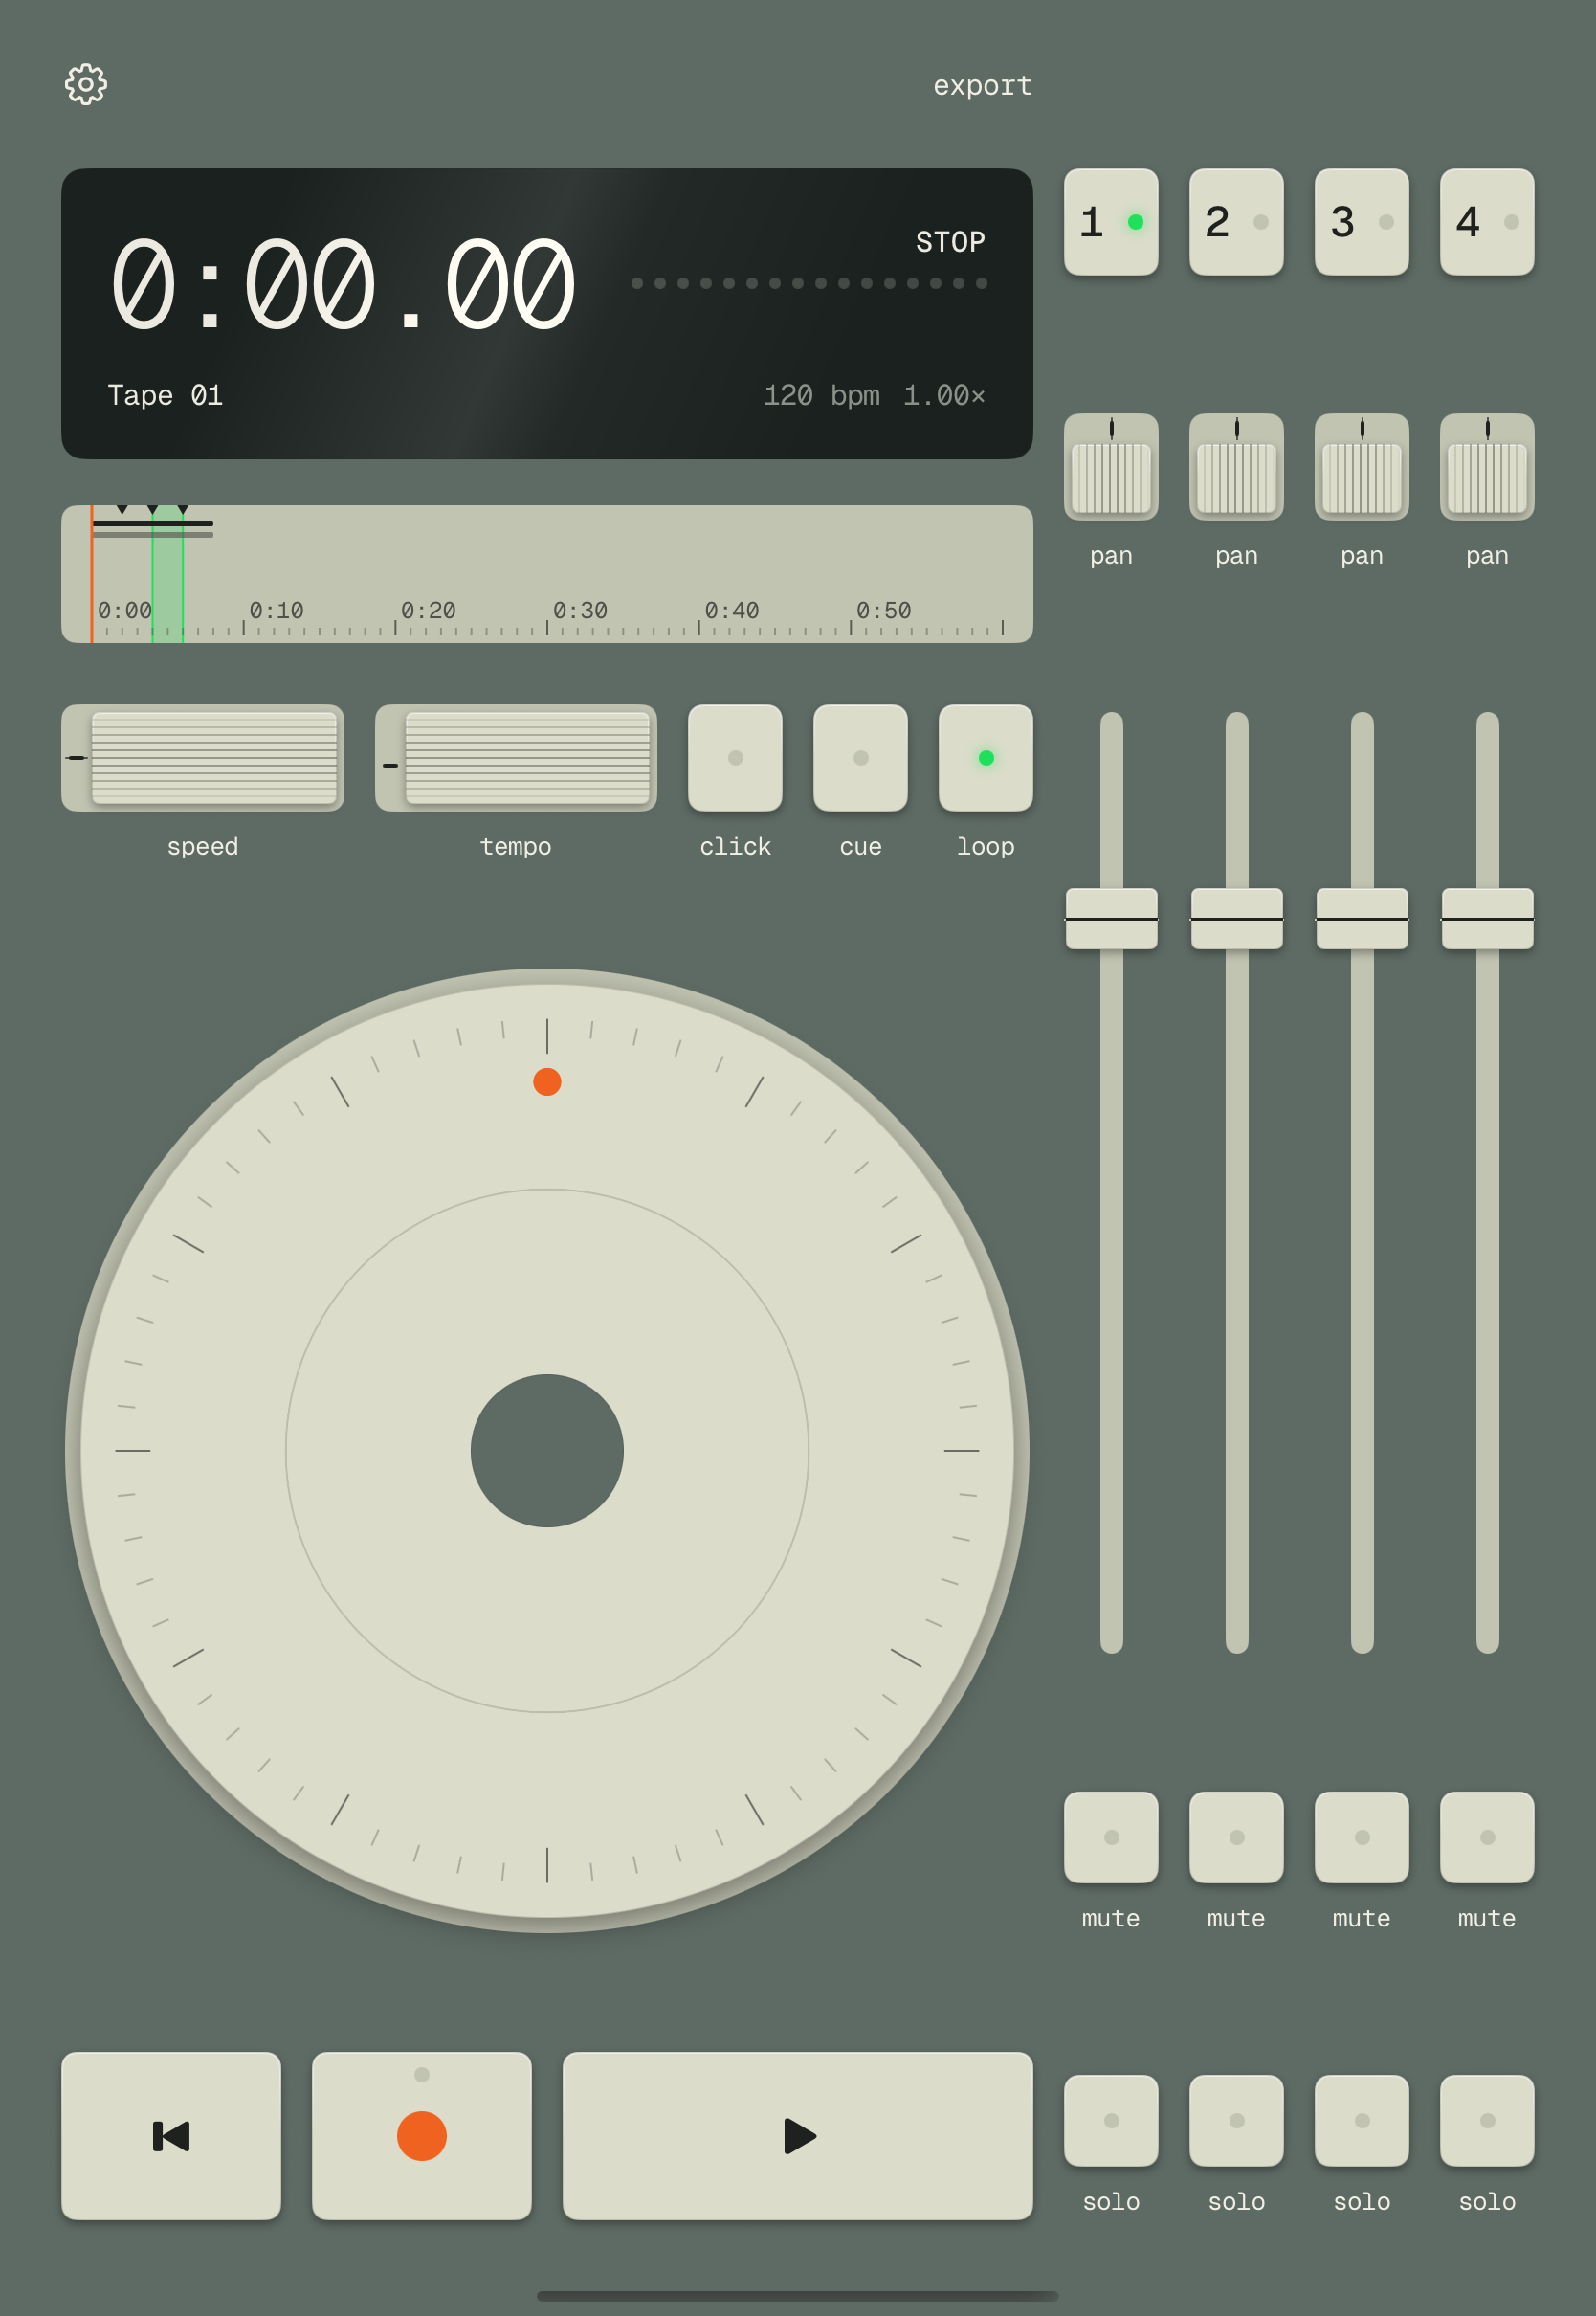 export
0:00.00
STOP
Tape 01
120 bpm 1.00×
1 2 3 4
pan pan pan pan
0:00 0:10 0:20 0:30 0:40 0:50
speed tempo click cue loop
mute mute mute mute
solo solo solo solo